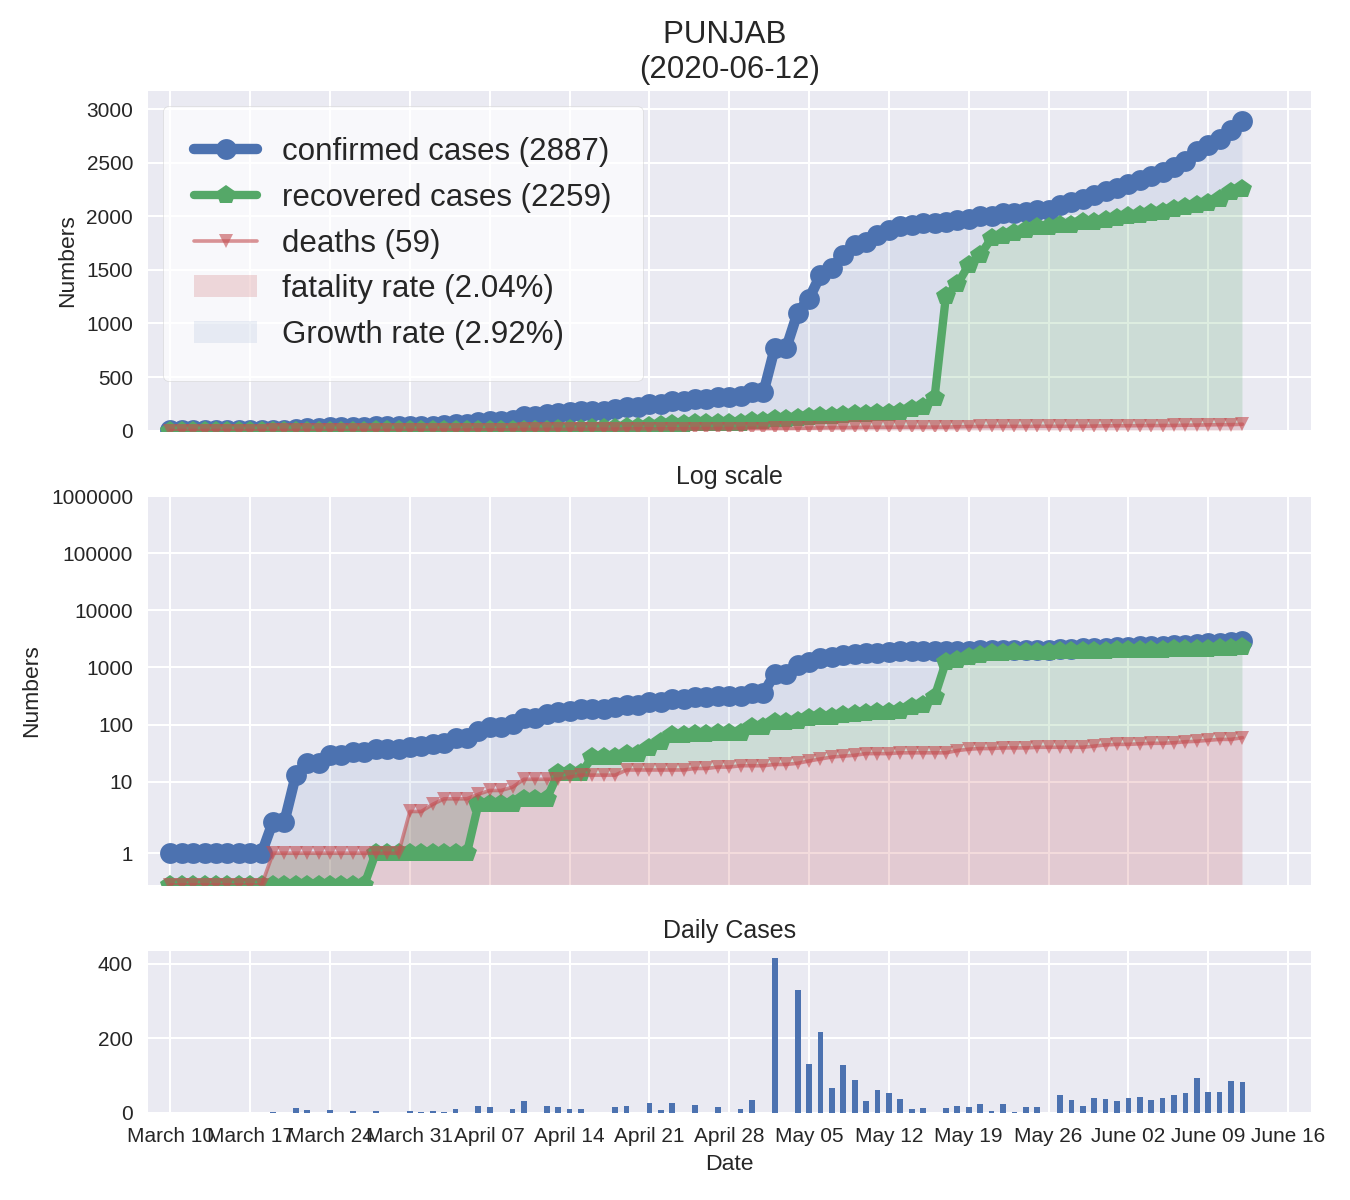 PUNJAB
(2020-06-12)
3000
2500
2000
1500
1000
500
0
Numbers
confirmed cases (2887)
recovered cases (2259)
deaths (59)
fatality rate (2.04%)
Growth rate (2.92%)
Log scale
1000000
100000
10000
1000
100
10
1
Numbers
Daily Cases
400
200
0
March 10 March 17 March 24 March 31 April 07 April 14 April 21 April 28 May 05 May 12 May 19 May 26 June 02 June 09 June 16
Date